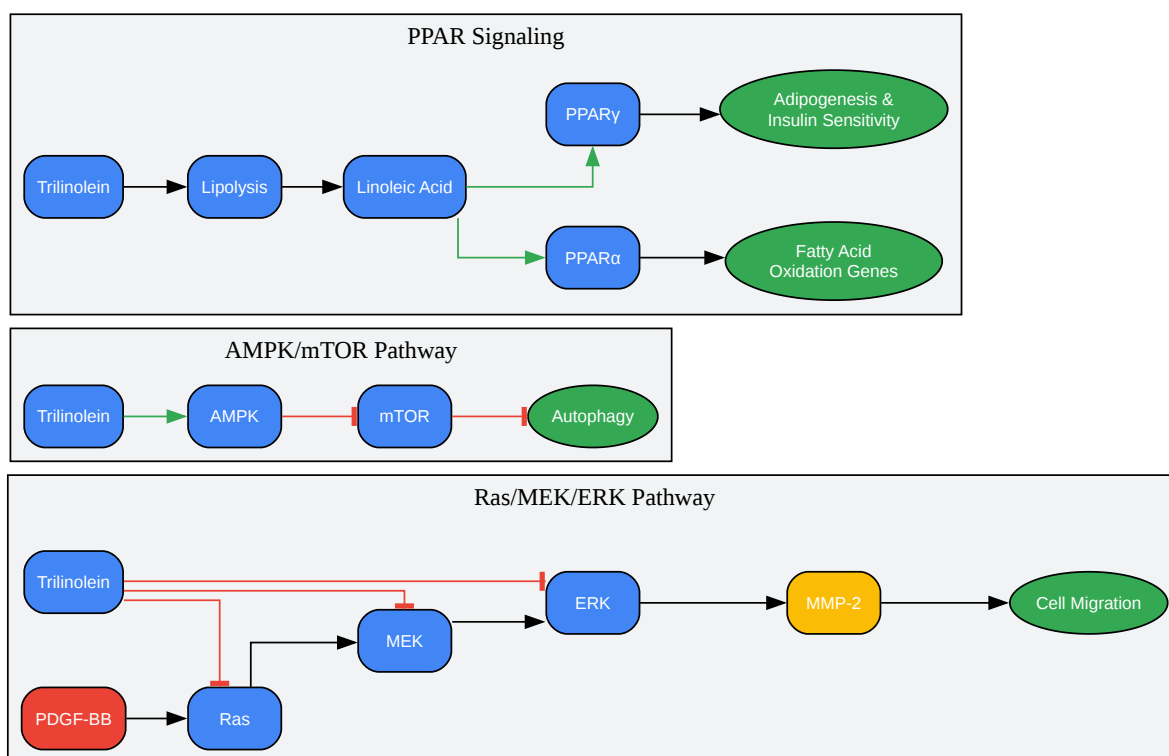 PPAR Signaling
PPARγ
Adipogenesis &
Insulin Sensitivity
Trilinolein
Lipolysis
Linoleic Acid
PPARα
Fatty Acid
Oxidation Genes
AMPK/mTOR Pathway
Trilinolein
AMPK
mTOR
Autophagy
Ras/MEK/ERK Pathway
Trilinolein
ERK
MMP-2
Cell Migration
MEK
PDGF-BB
Ras